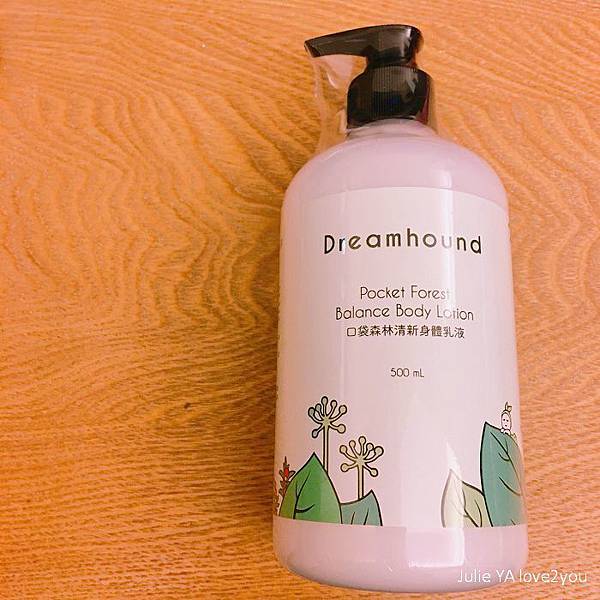 Dreamhound
Pocket Forest
Balance Body Lotion
口袋森林清新身體乳液
500 mL
Julie YA love2you